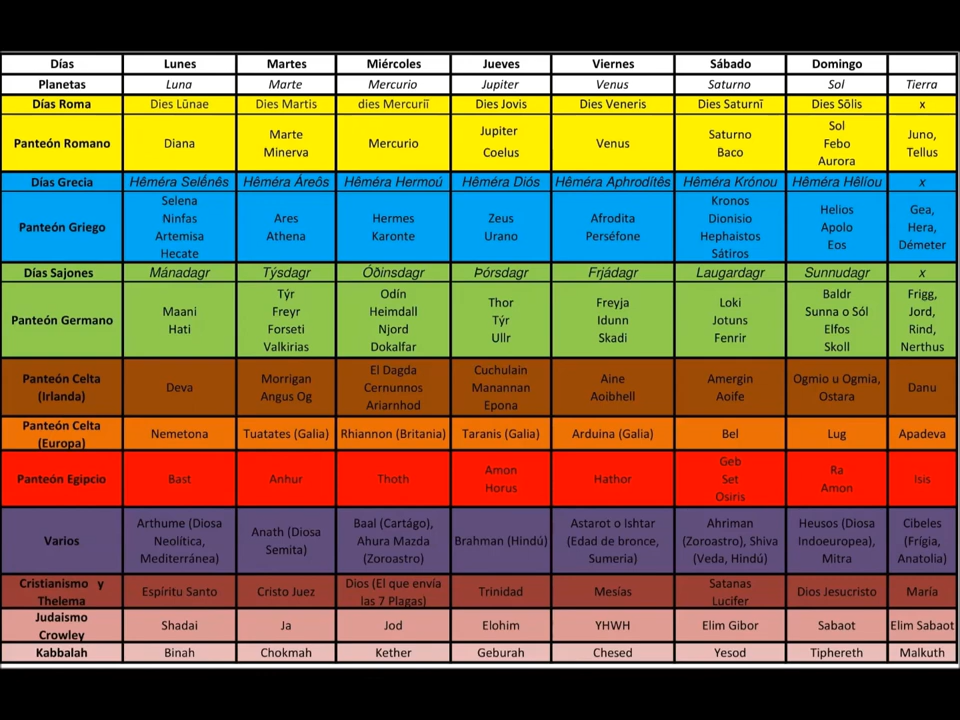 Días Lunes Martes Miércoles Jueves Viernes Sábado Domingo
Planetas Luna Marte Mercurio Jupiter Venus Saturno Sol Tierra
Días Roma Dies Lūnae Dies Martis dies Mercuriī Dies Jovis Dies Veneris Dies Saturnī Dies Sōlis x
Panteón Romano Diana Marte Minerva Mercurio Jupiter Coelus Venus Saturno Baco Sol Febo Aurora Juno, Tellus
Días Grecia Hêméra Selếnês Hêméra Áreôs Hêméra Hermoú Hêméra Diós Hêméra Aphrodítês Hêméra Krónou Hêméra Hêlíou x
Panteón Griego Selena Ninfas Artemisa Hecate Ares Athena Hermes Karonte Zeus Urano Afrodita Perséfone Kronos Dionisio Hephaistos Sátiros Helios Apolo Eos Gea, Hera, Démeter
Días Sajones Mánadagr Týsdagr Óðinsdagr Þórsdagr Frjádagr Laugardagr Sunnudagr x
Panteón Germano Maani Hati Týr Freyr Forseti Valkirias Odín Heimdall Njord Dokalfar Thor Týr Ullr Freyja Idunn Skadi Loki Jotuns Fenrir Baldr Sunna o Sól Elfos Skoll Frigg, Jord, Rind, Nerthus
Panteón Celta (Irlanda) Deva Morrigan Angus Og El Dagda Cernunnos Ariarnhod Cuchulain Manannan Epona Aine Aoibhell Amergin Aoife Ogmio u Ogmia, Ostara Danu
Panteón Celta (Europa) Nemetona Tuatates (Galia) Rhiannon (Britania) Taranis (Galia) Arduina (Galia) Bel Lug Apadeva
Panteón Egipcio Bast Anhur Thoth Amon Horus Hathor Geb Set Osiris Ra Amon Isis
Varios Arthume (Diosa Neolítica, Mediterránea) Anath (Diosa Semita) Baal (Cartágo), Ahura Mazda (Zoroastro) Brahman (Hindú) Astarot o Ishtar (Edad de bronce, Sumeria) Ahriman (Zoroastro), Shiva (Veda, Hindú) Heusos (Diosa Indoeuropea), Mitra Cibeles (Frígia, Anatolia)
Cristianismo y Thelema Espíritu Santo Cristo Juez Dios (El que envía las 7 Plagas) Trinidad Mesías Satanas Lucifer Dios Jesucristo María
Judaismo Crowley Shadai Ja Jod Elohim YHWH Elim Gibor Sabaot Elim Sabaot
Kabbalah Binah Chokmah Kether Geburah Chesed Yesod Tiphereth Malkuth